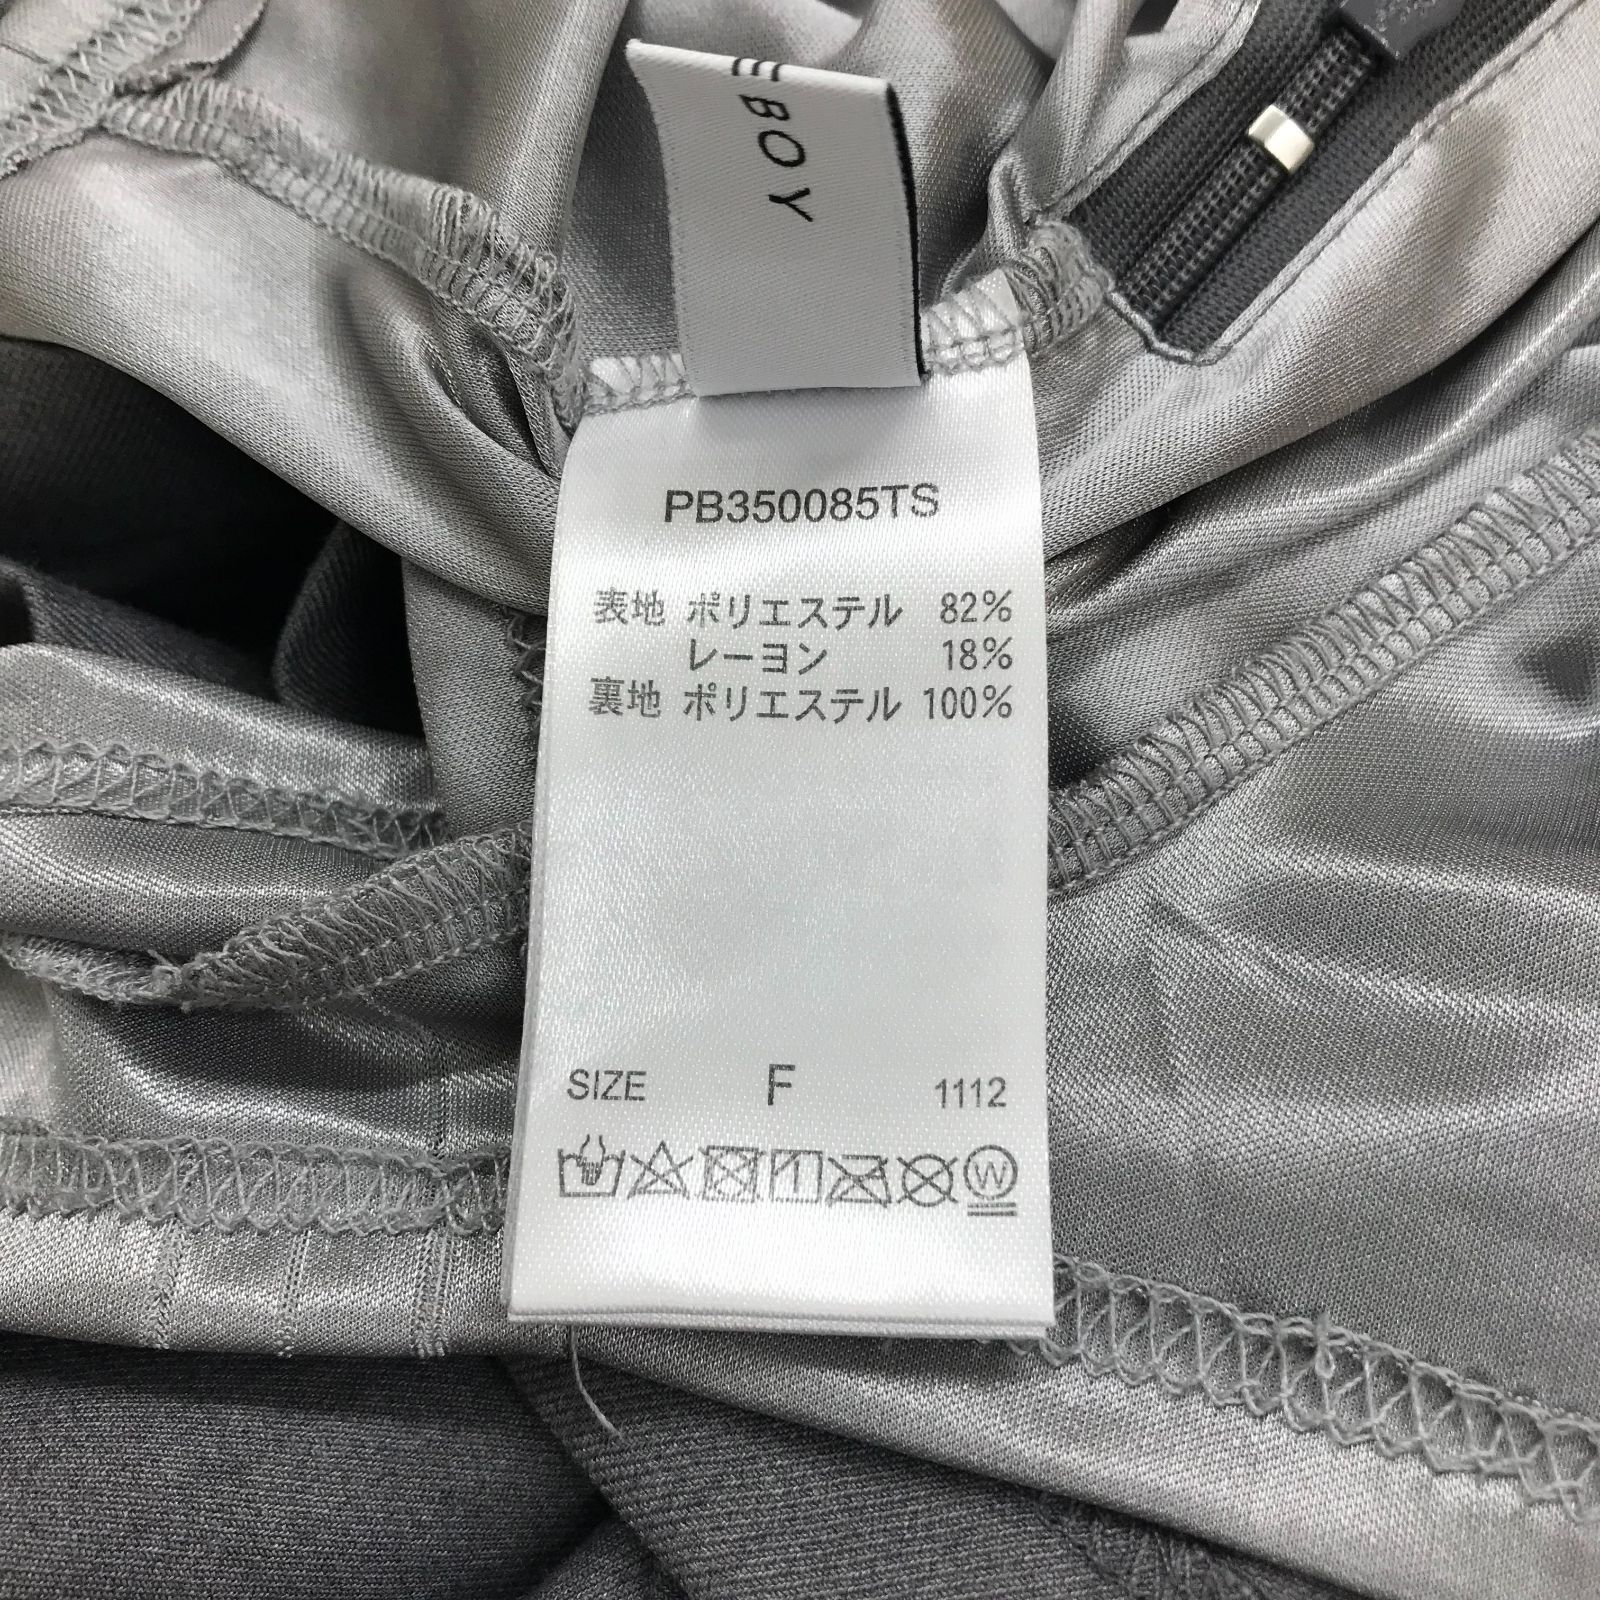 BOY
PB350085TS
表地 ポリエステル 82%
レーヨン 18%
裏地 ポリエステル 100%
SIZE F 1112
W